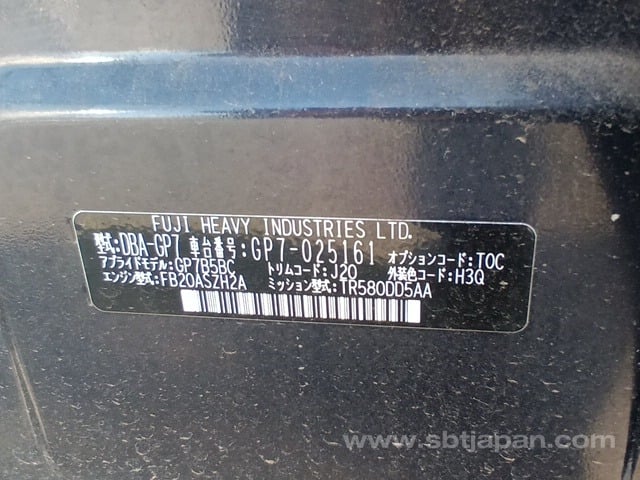 FUJI HEAVY INDUSTRIES LTD.
型式:DBA-GP7 車台番号:GP7-025161 オプションコード:TOC
アプライドモデル:GP7B5BC トリムコード:J20 外装色コード:H3Q
エンジン型式:FB20ASZH2A ミッション型式:TR580DD5AA
www.sbtjapan.com